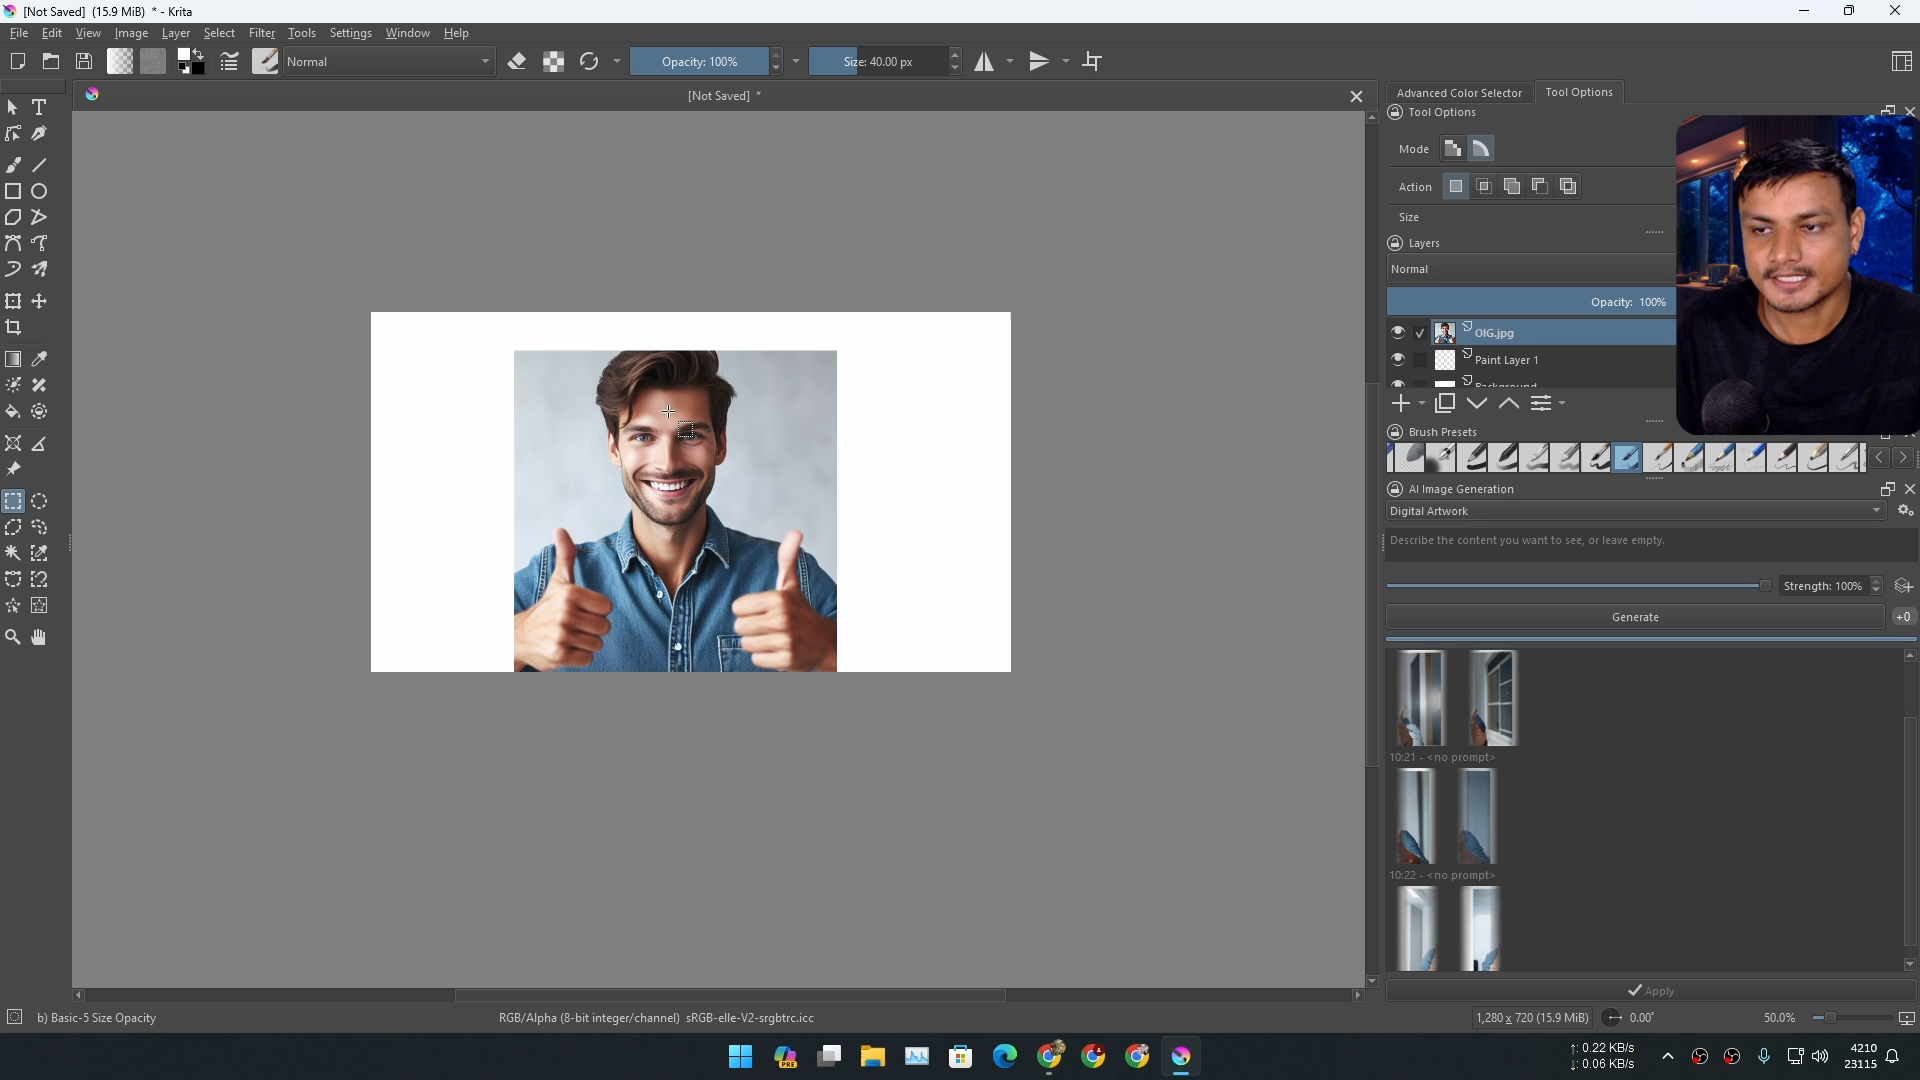 [Not Saved] (15.9 MiB) * - Krita
File Edit View Image Layer Select Filter Tools Settings Window Help
Normal Opacity: 100% Size: 40.00 px
[Not Saved] *
Advanced Color Selector Tool Options
Tool Options
Mode
Action
Size
Layers
Normal
Opacity: 100%
OIG.jpg
Paint Layer 1
Background
Brush Presets
AI Image Generation
Digital Artwork
Describe the content you want to see, or leave empty.
Strength: 100%
Generate +0
10:21 - <no prompt>
10:22 - <no prompt>
Apply
b) Basic-5 Size Opacity RGB/Alpha (8-bit integer/channel) sRGB-elle-V2-srgbtrc.icc 1,280 x 720 (15.9 MiB) 0.00° 50.0%
PRE
↑: 0.22 KB/s 4210
↓: 0.06 KB/s 23115